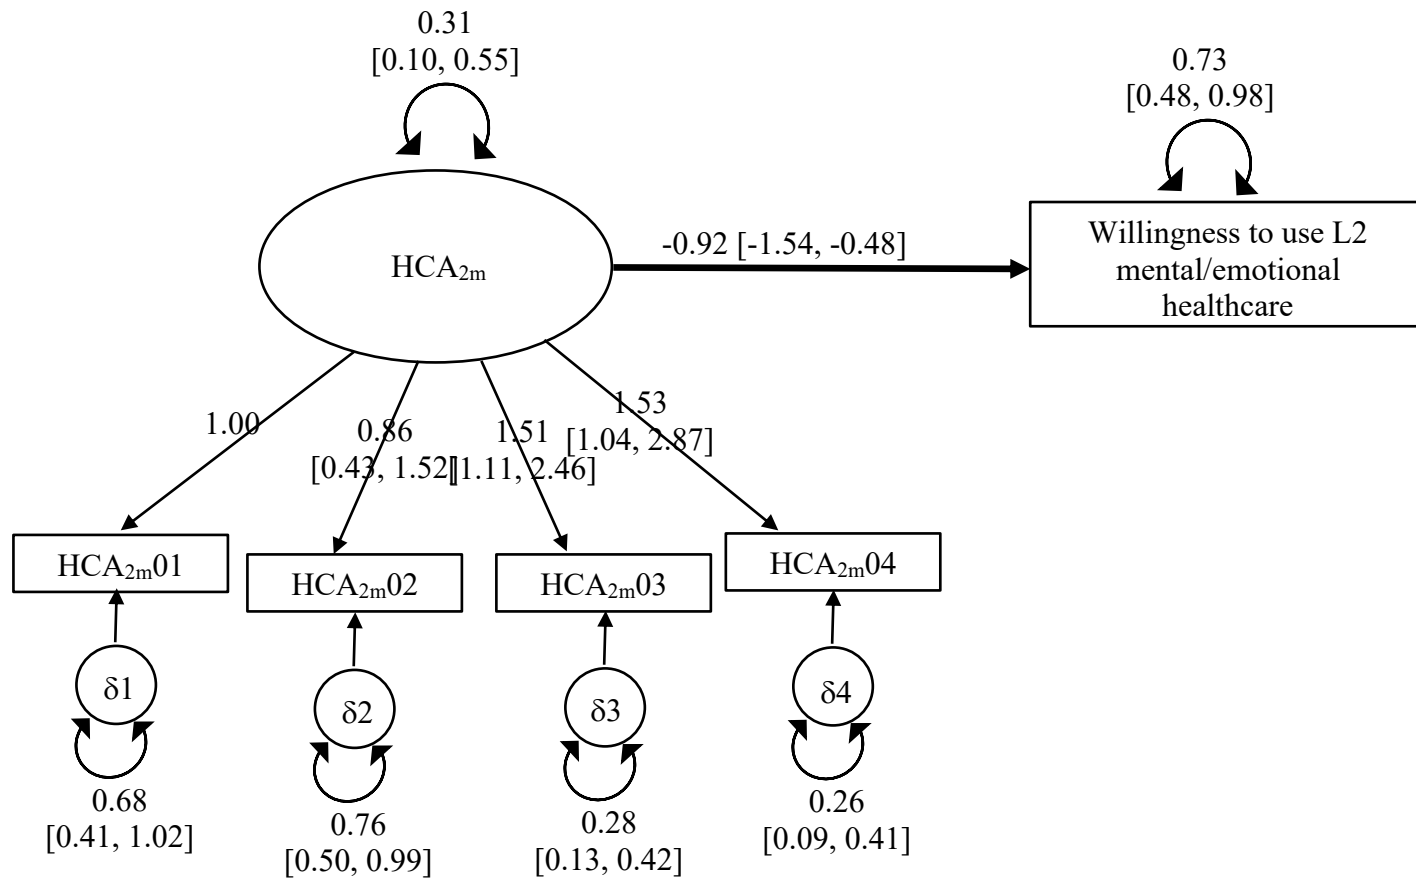 0.31
[0.10, 0.55]
0.73
[0.48, 0.98]
HCA₂ₘ
-0.92 [-1.54, -0.48]
Willingness to use L2
mental/emotional
healthcare
1.00
0.86
[0.43, 1.52]
1.51
[1.11, 2.46]
1.53
[1.04, 2.87]
HCA₂ₘ01
HCA₂ₘ02
HCA₂ₘ03
HCA₂ₘ04
δ1
δ2
δ3
δ4
0.68
[0.41, 1.02]
0.76
[0.50, 0.99]
0.28
[0.13, 0.42]
0.26
[0.09, 0.41]